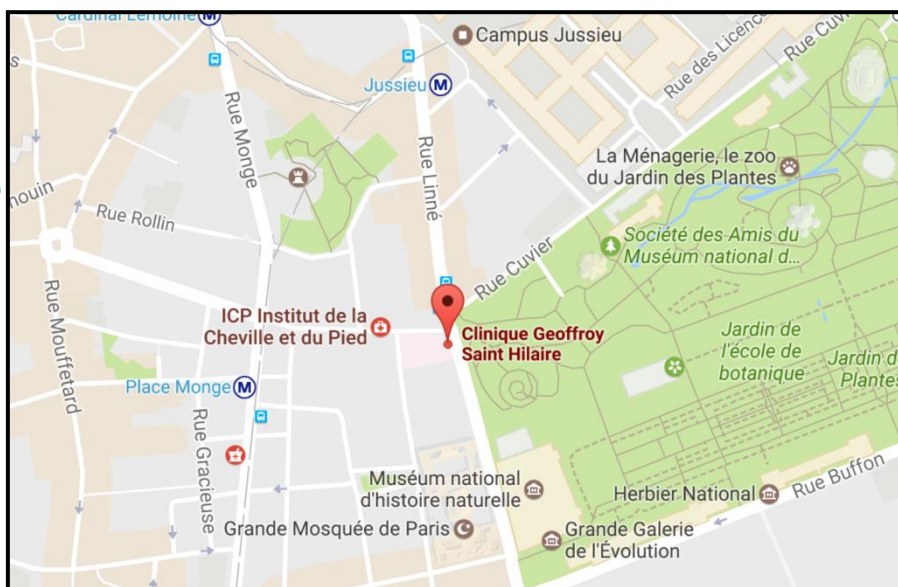 Cardinal Lemoine
Campus Jussieu
Rue des Licence
Rue Cuvi
Jussieu
Rue Monge
Rue Linné
La Ménagerie, le zoo
du Jardin des Plantes
Rue Rollin
Société des Amis du
Muséum national d...
Rue Cuvier
ICP Institut de la
Cheville et du Pied
Clinique Geoffroy
Saint Hilaire
Rue Mouffetard
Jardin de
l'école de
botanique
Jardin d
Plantes
Place Monge
Rue Gracieuse
Muséum national
d'histoire naturelle
Herbier National
Rue Buffon
Grande Mosquée de Paris
Grande Galerie
de l'Évolution